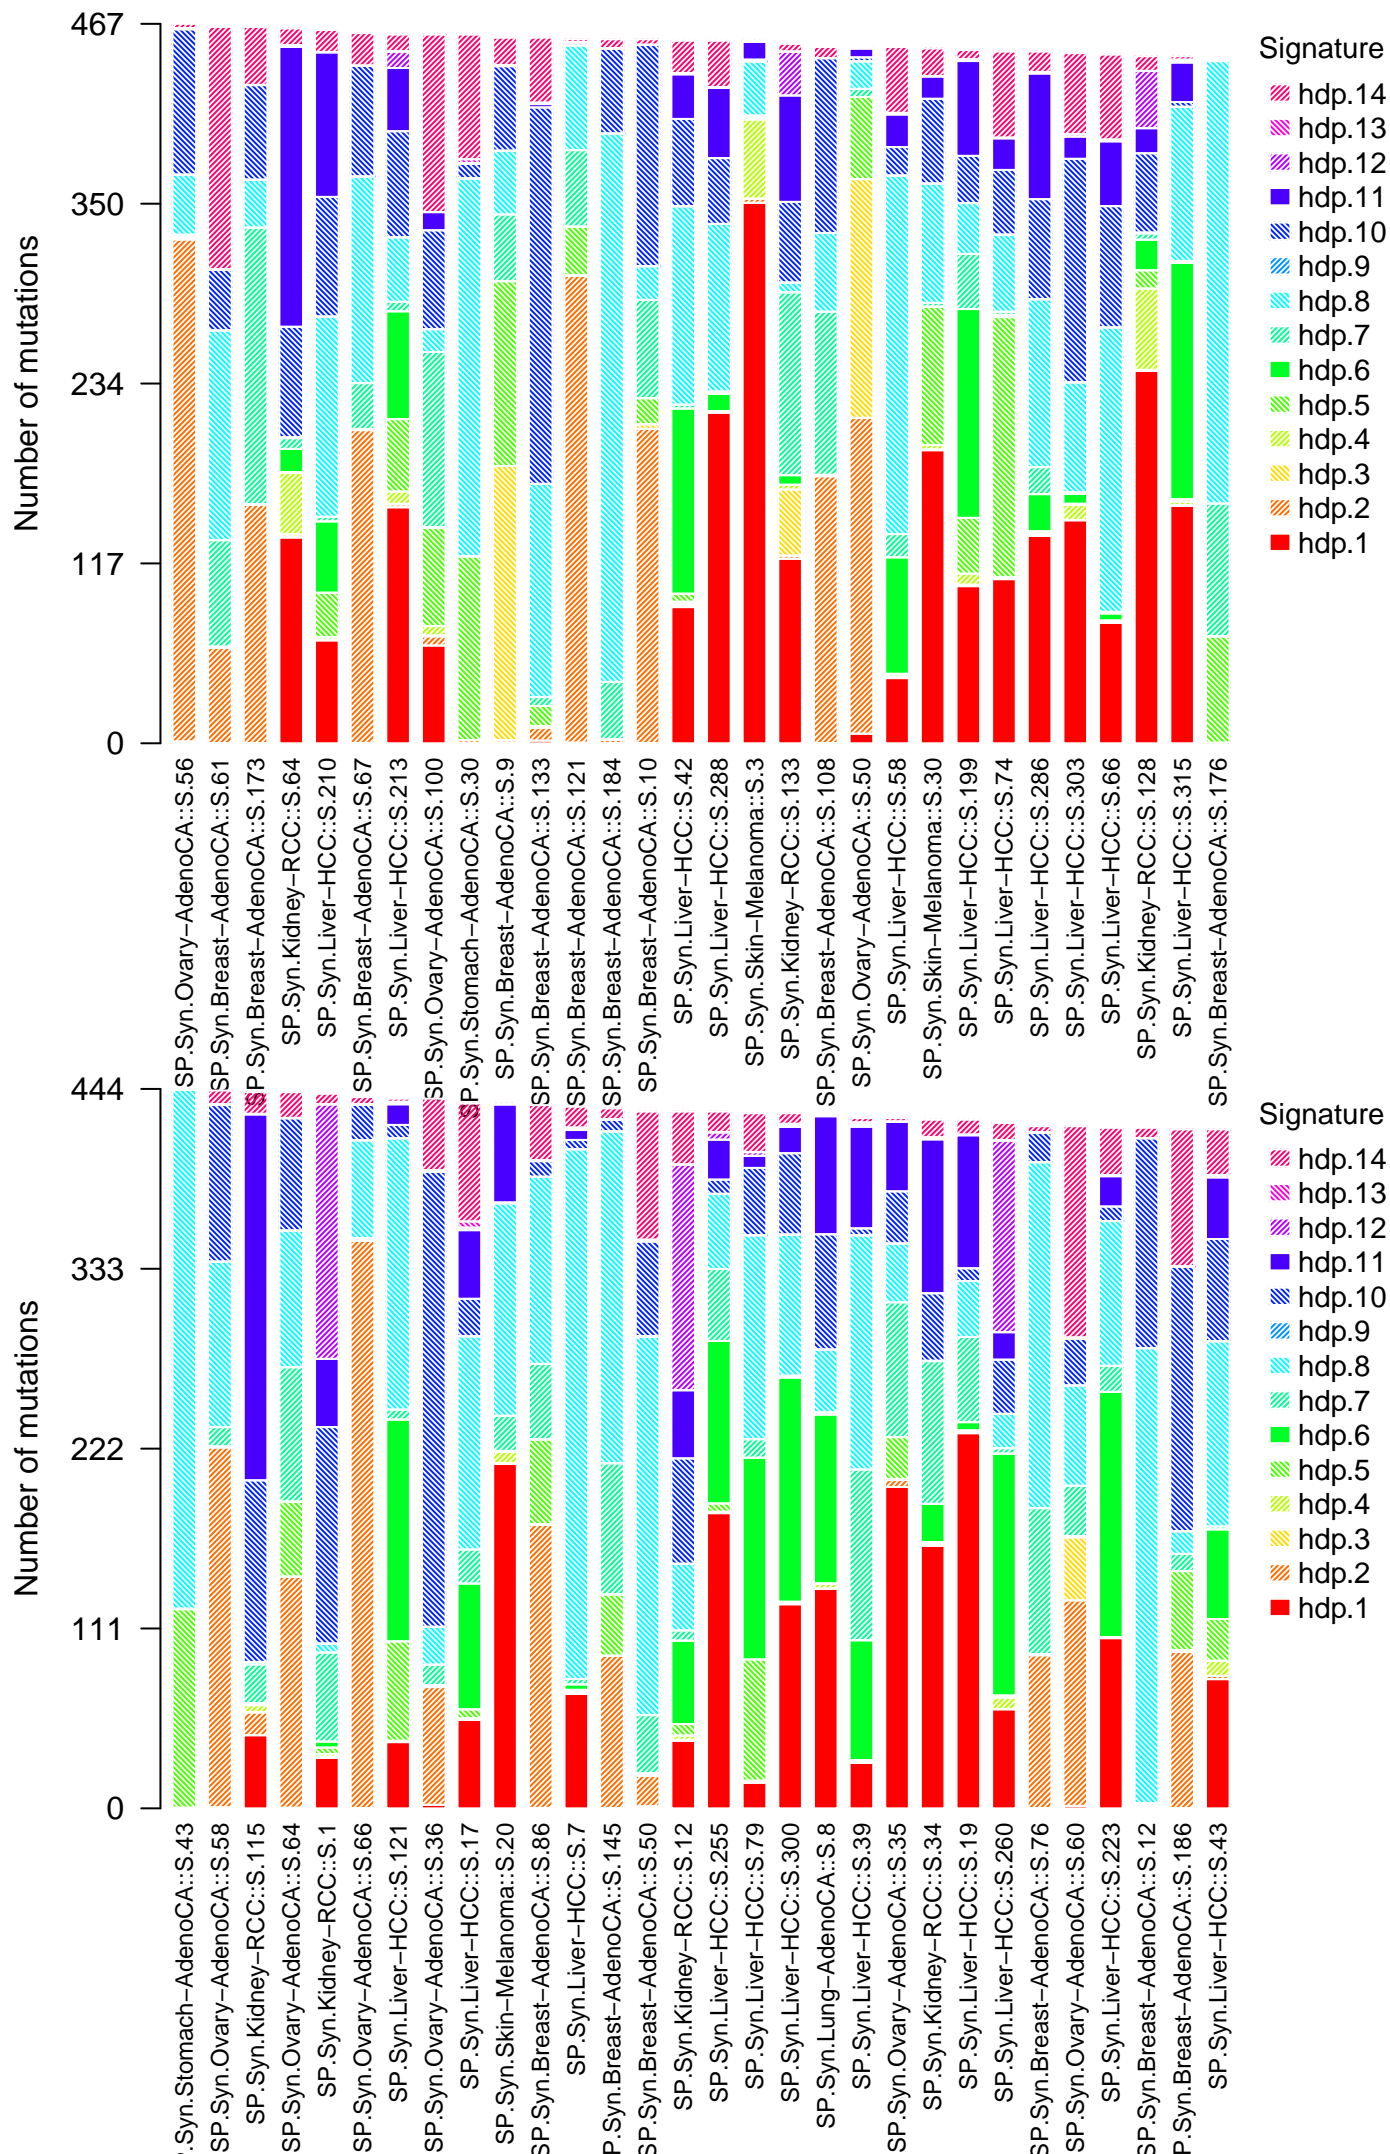 Number of mutations
467
350
234
117
0
Signature
hdp.14
hdp.13
hdp.12
hdp.11
hdp.10
hdp.9
hdp.8
hdp.7
hdp.6
hdp.5
hdp.4
hdp.3
hdp.2
hdp.1
SP.Syn.Ovary−AdenoCA::S.56
SP.Syn.Breast−AdenoCA::S.61
SP.Syn.Breast−AdenoCA::S.173
SP.Syn.Kidney−RCC::S.64
SP.Syn.Liver−HCC::S.210
SP.Syn.Breast−AdenoCA::S.67
SP.Syn.Liver−HCC::S.213
SP.Syn.Ovary−AdenoCA::S.100
SP.Syn.Stomach−AdenoCA::S.30
SP.Syn.Breast−AdenoCA::S.9
SP.Syn.Breast−AdenoCA::S.133
SP.Syn.Breast−AdenoCA::S.121
SP.Syn.Breast−AdenoCA::S.184
SP.Syn.Breast−AdenoCA::S.10
SP.Syn.Liver−HCC::S.42
SP.Syn.Liver−HCC::S.288
SP.Syn.Skin−Melanoma::S.3
SP.Syn.Kidney−RCC::S.133
SP.Syn.Breast−AdenoCA::S.108
SP.Syn.Ovary−AdenoCA::S.50
SP.Syn.Liver−HCC::S.58
SP.Syn.Skin−Melanoma::S.30
SP.Syn.Liver−HCC::S.199
SP.Syn.Liver−HCC::S.74
SP.Syn.Liver−HCC::S.286
SP.Syn.Liver−HCC::S.303
SP.Syn.Liver−HCC::S.66
SP.Syn.Kidney−RCC::S.128
SP.Syn.Liver−HCC::S.315
SP.Syn.Breast−AdenoCA::S.176
Number of mutations
444
333
222
111
0
Signature
hdp.14
hdp.13
hdp.12
hdp.11
hdp.10
hdp.9
hdp.8
hdp.7
hdp.6
hdp.5
hdp.4
hdp.3
hdp.2
hdp.1
P.Syn.Stomach−AdenoCA::S.43
SP.Syn.Ovary−AdenoCA::S.58
SP.Syn.Kidney−RCC::S.115
SP.Syn.Ovary−AdenoCA::S.64
SP.Syn.Kidney−RCC::S.1
SP.Syn.Ovary−AdenoCA::S.66
SP.Syn.Liver−HCC::S.121
SP.Syn.Ovary−AdenoCA::S.36
SP.Syn.Liver−HCC::S.17
SP.Syn.Skin−Melanoma::S.20
SP.Syn.Breast−AdenoCA::S.86
SP.Syn.Liver−HCC::S.7
SP.Syn.Breast−AdenoCA::S.145
SP.Syn.Breast−AdenoCA::S.50
SP.Syn.Kidney−RCC::S.12
SP.Syn.Liver−HCC::S.255
SP.Syn.Liver−HCC::S.79
SP.Syn.Liver−HCC::S.300
SP.Syn.Lung−AdenoCA::S.8
SP.Syn.Liver−HCC::S.39
SP.Syn.Ovary−AdenoCA::S.35
SP.Syn.Kidney−RCC::S.34
SP.Syn.Liver−HCC::S.19
SP.Syn.Liver−HCC::S.260
SP.Syn.Breast−AdenoCA::S.76
SP.Syn.Ovary−AdenoCA::S.60
SP.Syn.Liver−HCC::S.223
SP.Syn.Breast−AdenoCA::S.12
SP.Syn.Breast−AdenoCA::S.186
SP.Syn.Liver−HCC::S.43